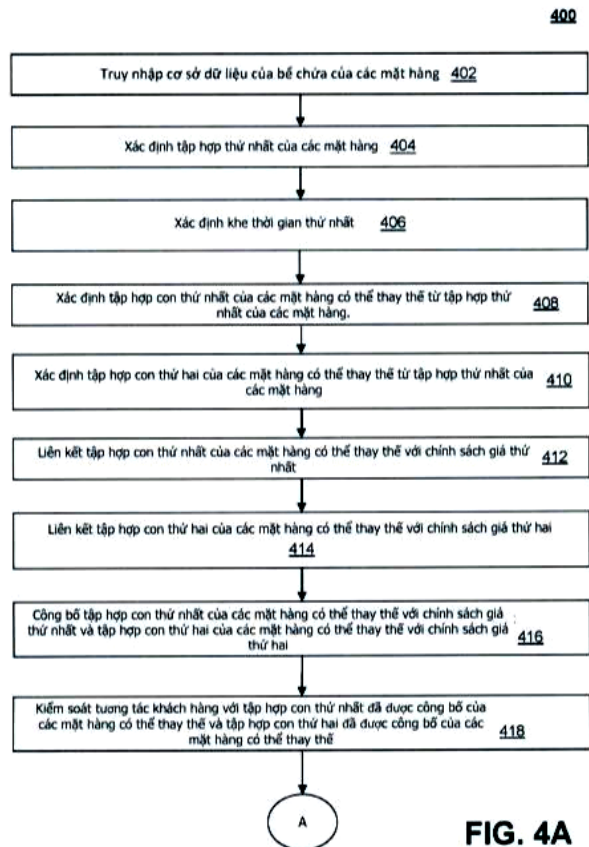 400
Truy nhập cơ sở dữ liệu của bể chứa của các mặt hàng 402
Xác định tập hợp thứ nhất của các mặt hàng 404
Xác định khe thời gian thứ nhất 406
Xác định tập hợp con thứ nhất của các mặt hàng có thể thay thế từ tập hợp thứ
nhất của các mặt hàng. 408
Xác định tập hợp con thứ hai của các mặt hàng có thể thay thế từ tập hợp thứ nhất của
các mặt hàng 410
Liên kết tập hợp con thứ nhất của các mặt hàng có thể thay thế với chính sách giá thứ
nhất 412
Liên kết tập hợp con thứ hai của các mặt hàng có thể thay thế với chính sách giá thứ hai
414
Công bố tập hợp con thứ nhất của các mặt hàng có thể thay thế với chính sách giá
thứ nhất và tập hợp con thứ hai của các mặt hàng có thể thay thế với chính sách giá
thứ hai 416
Kiểm soát tương tác khách hàng với tập hợp con thứ nhất đã được công bố của
các mặt hàng có thể thay thế và tập hợp con thứ hai đã được công bố của các
mặt hàng có thể thay thế 418
A
FIG. 4A